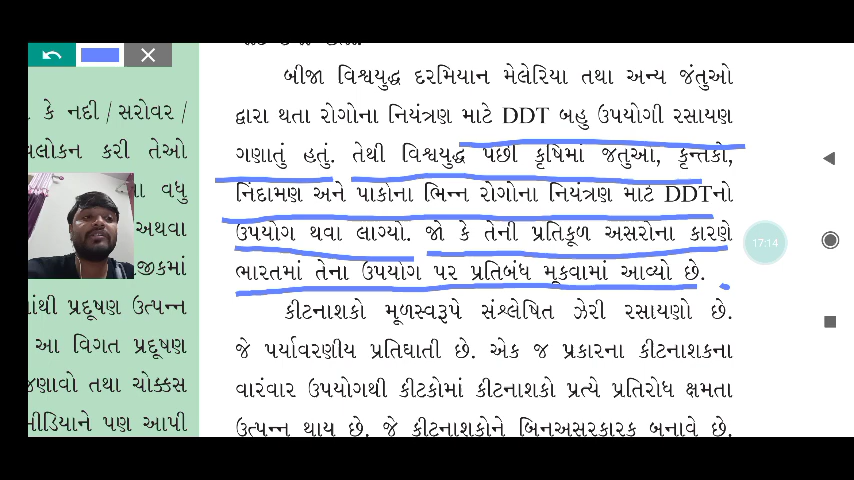 કે નદી / સરોવર /
કરી તેઓ
વધુ
અથવા
પ્રદૂષણ ઉત્પન્ન
આ વિગત પ્રદૂષણ
તથા ચોક્કસ
પણ આપી
બીજા વિશ્વયુદ્ધ દરમિયાન મેલેરિયા તથા અન્ય જંતુઓ
દ્વારા થતા રોગોના નિયંત્રણ માટે DDT બહુ ઉપયોગી રસાયણ
ગણાતું હતું. તેથી વિશ્વયુદ્ધ પછી કૃષિમાં જતુઆ, કૃન્તકો,
નિંદામણ અને પાકોના ભિન્ન રોગોના નિયંત્રણ માટે DDTનો
ઉપયોગ થવા લાગ્યો. જો કે તેની પ્રતિકૂળ અસરોના કારણે
ભારતમાં તેના ઉપયોગ પર પ્રતિબંધ મૂકવામાં આવ્યો છે.
કીટનાશકો મૂળસ્વરૂપે સંશ્લેષિત ઝેરી રસાયણો છે.
જે પર્યાવરણીય પ્રતિઘાતી છે. એક જ પ્રકારના કીટનાશકના
વારંવાર ઉપયોગથી કીટકોમાં કીટનાશકો પ્રત્યે પ્રતિરોધ ક્ષમતા
ઉત્પન્ન થાય છે. જે કીટનાશકોને બિનઅસરકારક બનાવે છે.
17:14